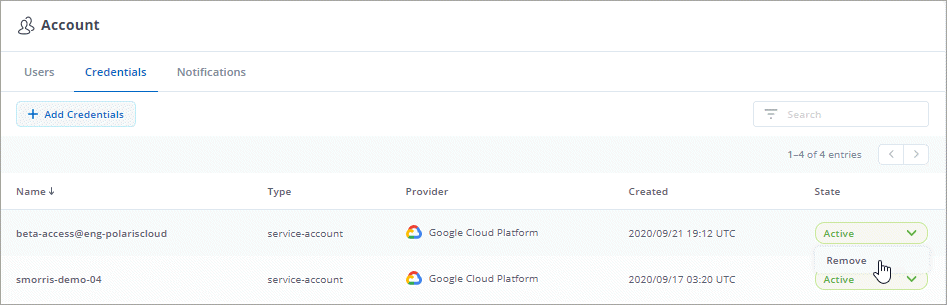 Account
Users Credentials Notifications
+ Add Credentials Search
1–4 of 4 entries
Name Type Provider Created State
beta-access@eng-polariscloud service-account Google Cloud Platform 2020/09/21 19:12 UTC Active
Remove
smorris-demo-04 service-account Google Cloud Platform 2020/09/17 03:20 UTC Active